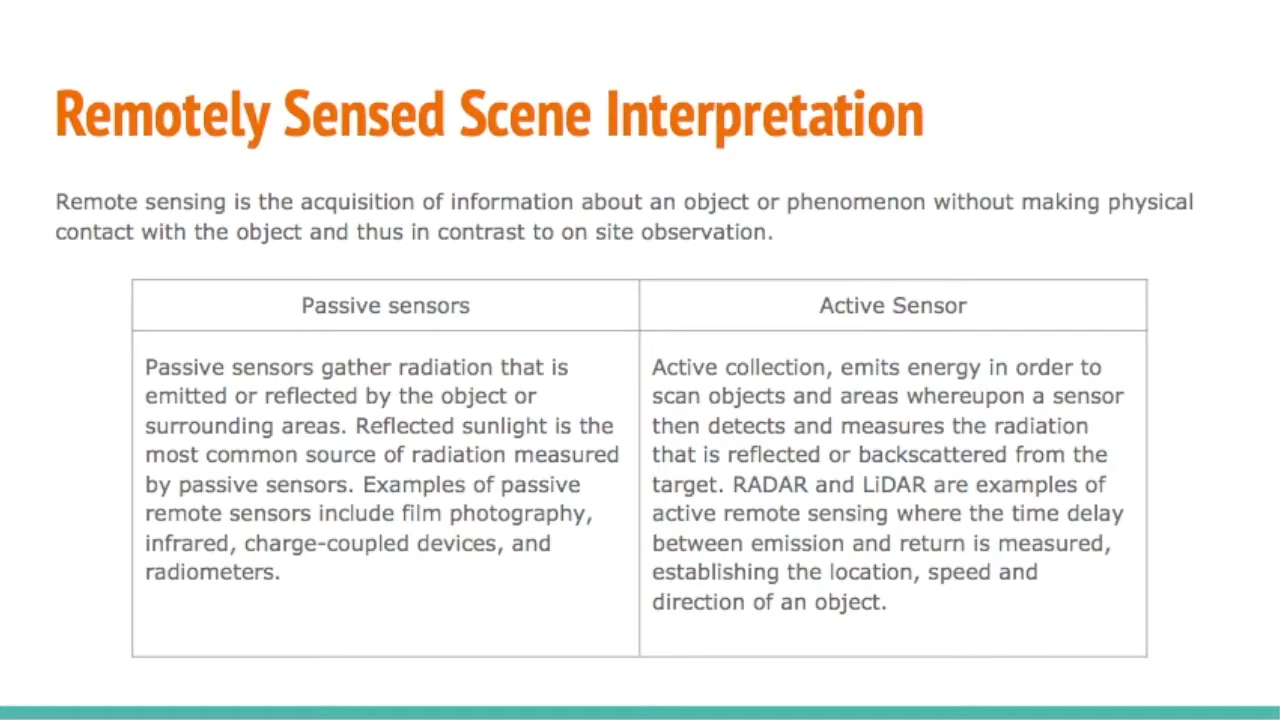 Remotely Sensed Scene Interpretation
Remote sensing is the acquisition of information about an object or phenomenon without making physical
contact with the object and thus in contrast to on site observation.
Passive sensors
Passive sensors gather radiation that is
emitted or reflected by the object or
surrounding areas. Reflected sunlight is the
most common source of radiation measured
by passive sensors. Examples of passive
remote sensors include film photography,
infrared, charge-coupled devices, and
radiometers.
Active Sensor
Active collection, emits energy in order to
scan objects and areas whereupon a sensor
then detects and measures the radiation
that is reflected or backscattered from the
target. RADAR and LiDAR are examples of
active remote sensing where the time delay
between emission and return is measured,
establishing the location, speed and
direction of an object.